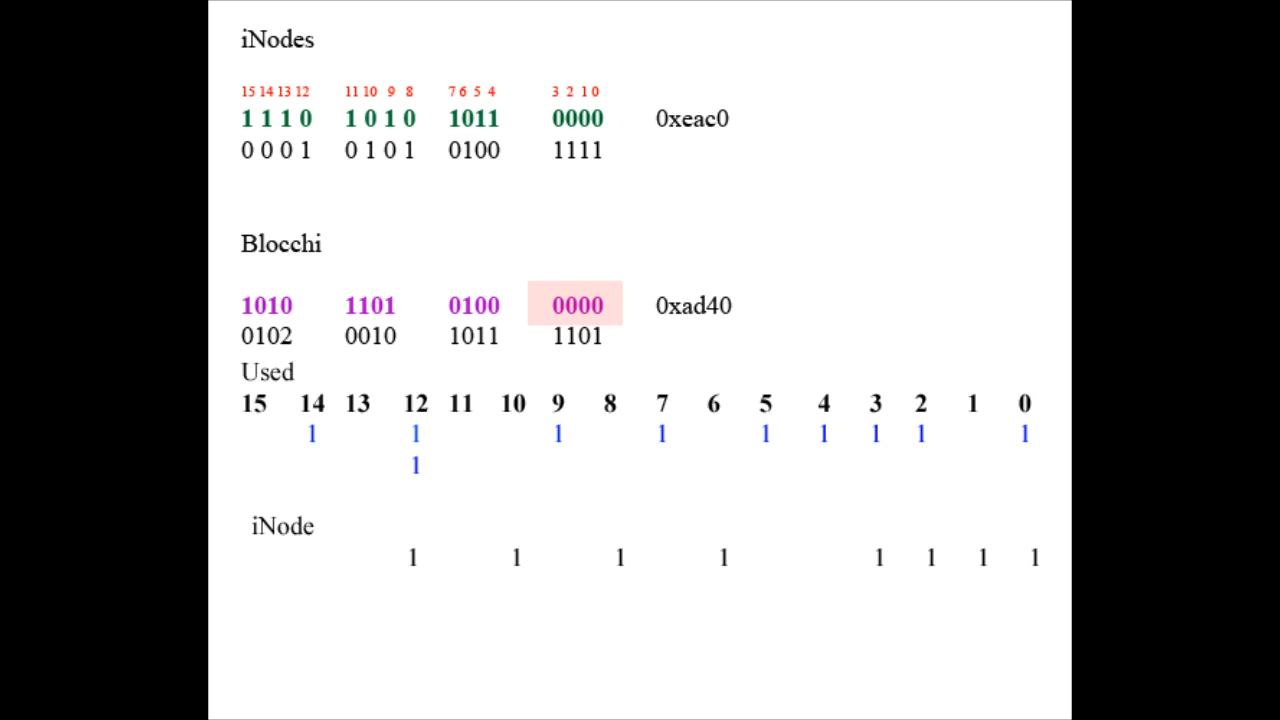 iNodes
15 14 13 12 11 10 9 8 7 6 5 4 3 2 1 0
1 1 1 0 1 0 1 0 1011 0000 0xeac0
0 0 0 1 0 1 0 1 0100 1111
Blocchi
1010 1101 0100 0000 0xad40
0102 0010 1011 1101
Used
15 14 13 12 11 10 9 8 7 6 5 4 3 2 1 0
1 1 1 1 1 1 1 1 1
1
iNode
1 1 1 1 1 1 1 1